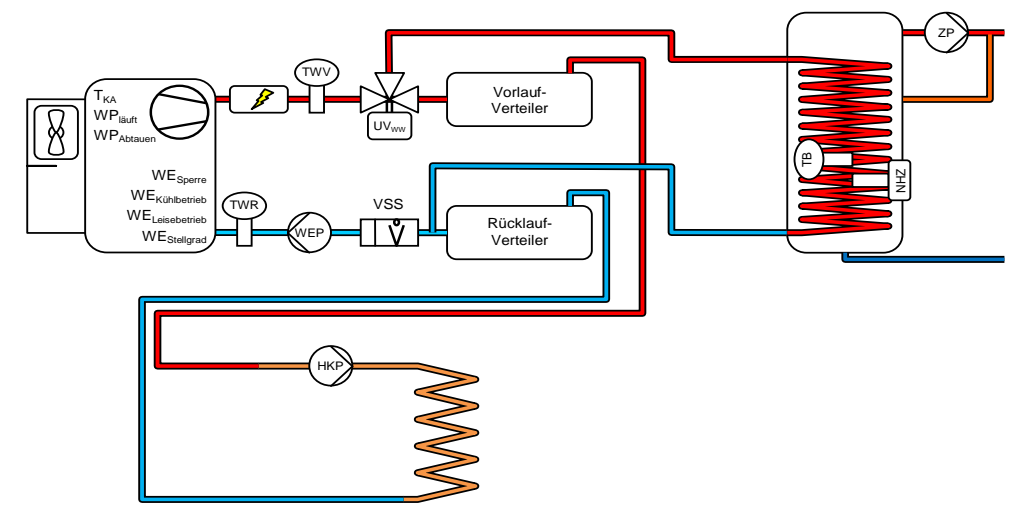 ZP
TWV
T_KA
WP_läuft
WP_Abtauen
Vorlauf-
Verteiler
UV_WW
TB
NHZ
WE_Sperre
WE_Kühlbetrieb
WE_Leisebetrieb
WE_Stellgrad
TWR
WEP
VSS
Rücklauf-
Verteiler
HKP